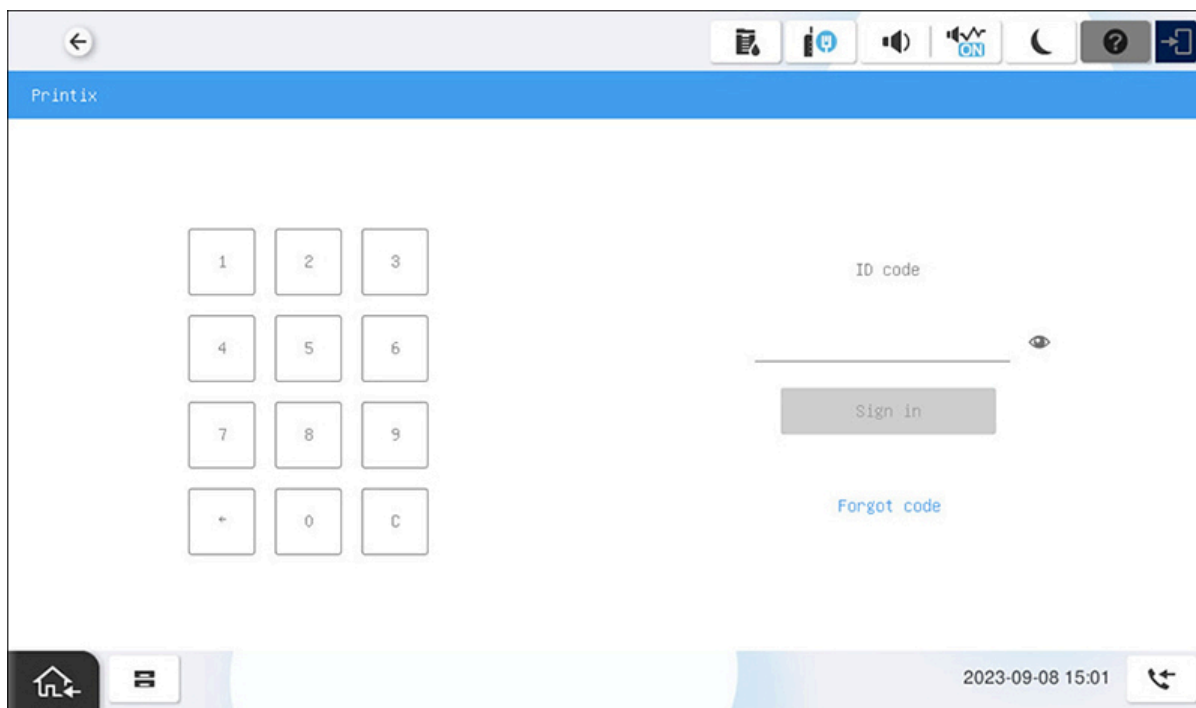 ON
Printix
1 2 3
ID code
4 5 6
7 8 9
Sign in
← 0 C
Forgot code
2023-09-08 15:01